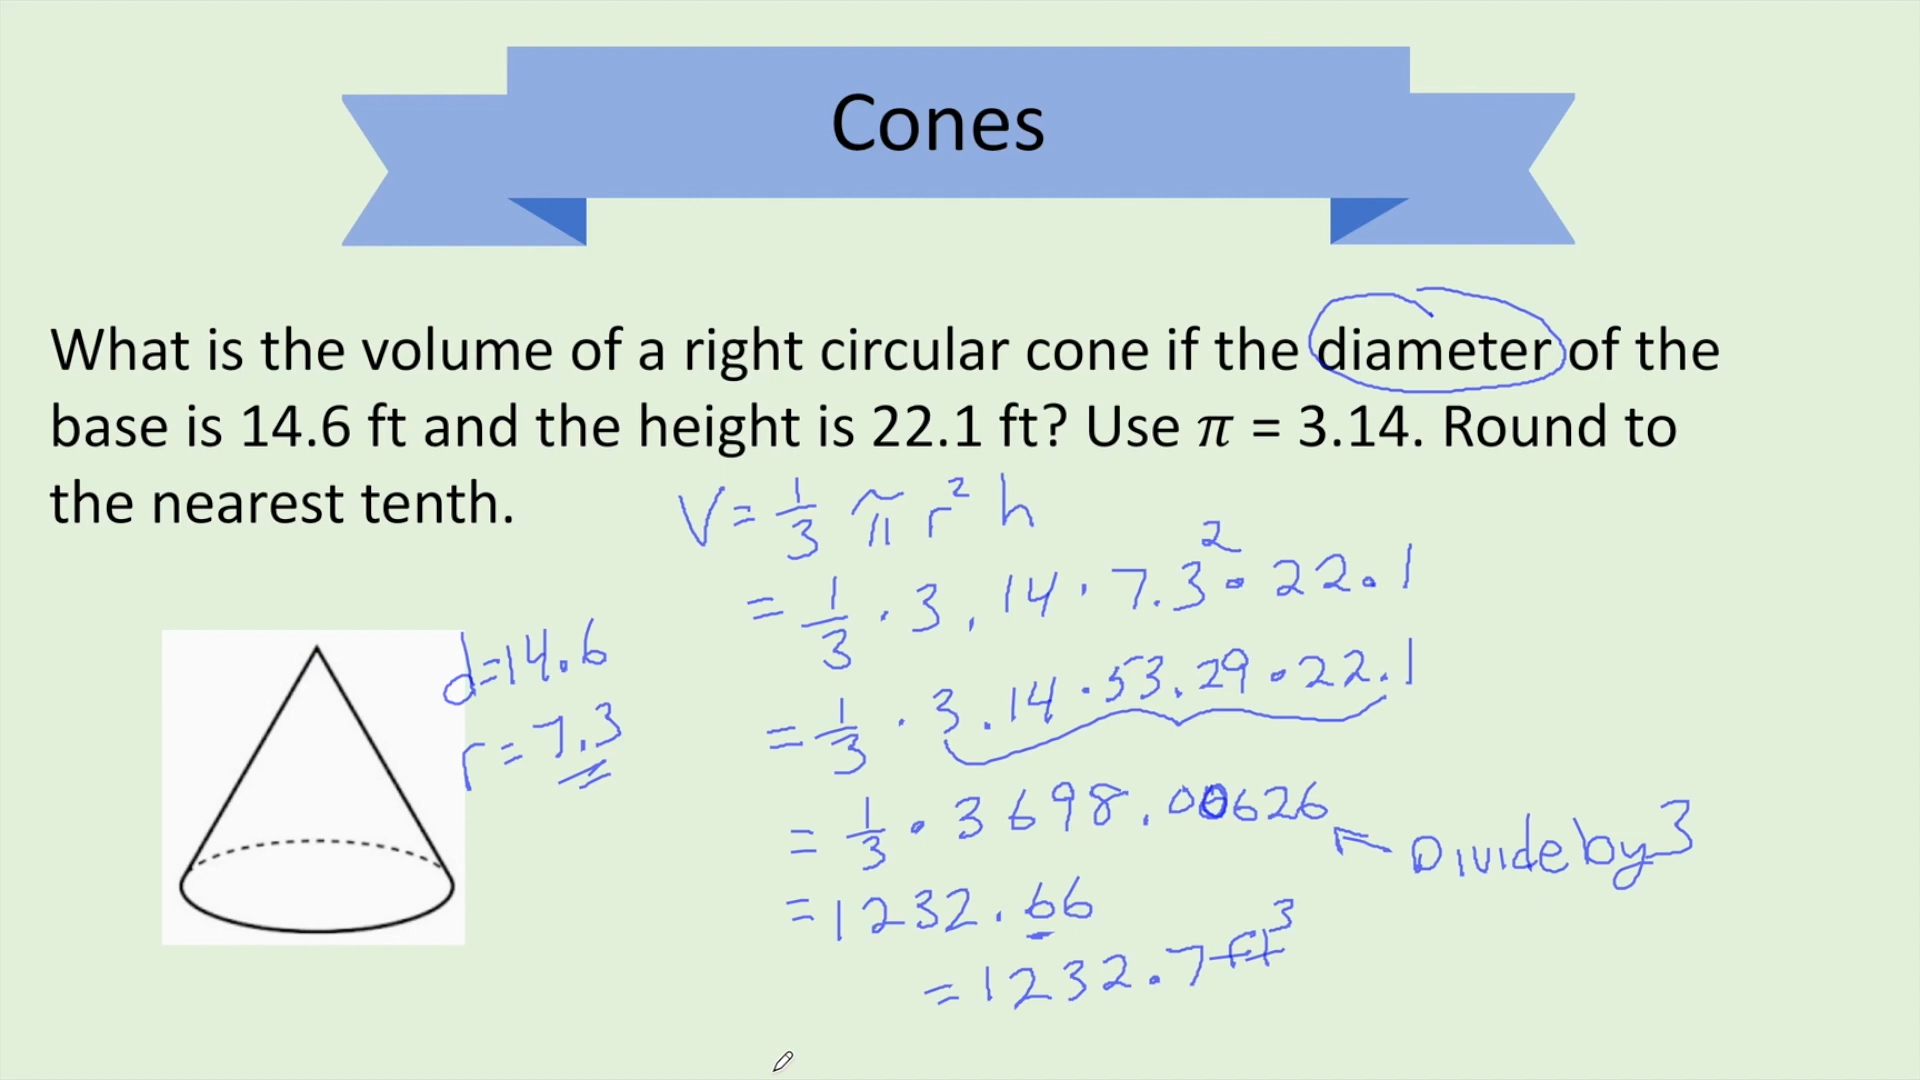 Cones
What is the volume of a right circular cone if the diameter of the
base is 14.6 ft and the height is 22.1 ft? Use π = 3.14. Round to
the nearest tenth.
V = 1/3 π r² h
= 1/3 · 3.14 · 7.3² · 22.1
d=14.6
r = 7.3
= 1/3 · 3.14 · 53.29 · 22.1
= 1/3 · 3698.00626 ← Divide by 3
= 1232.66
= 1232.7 ft³